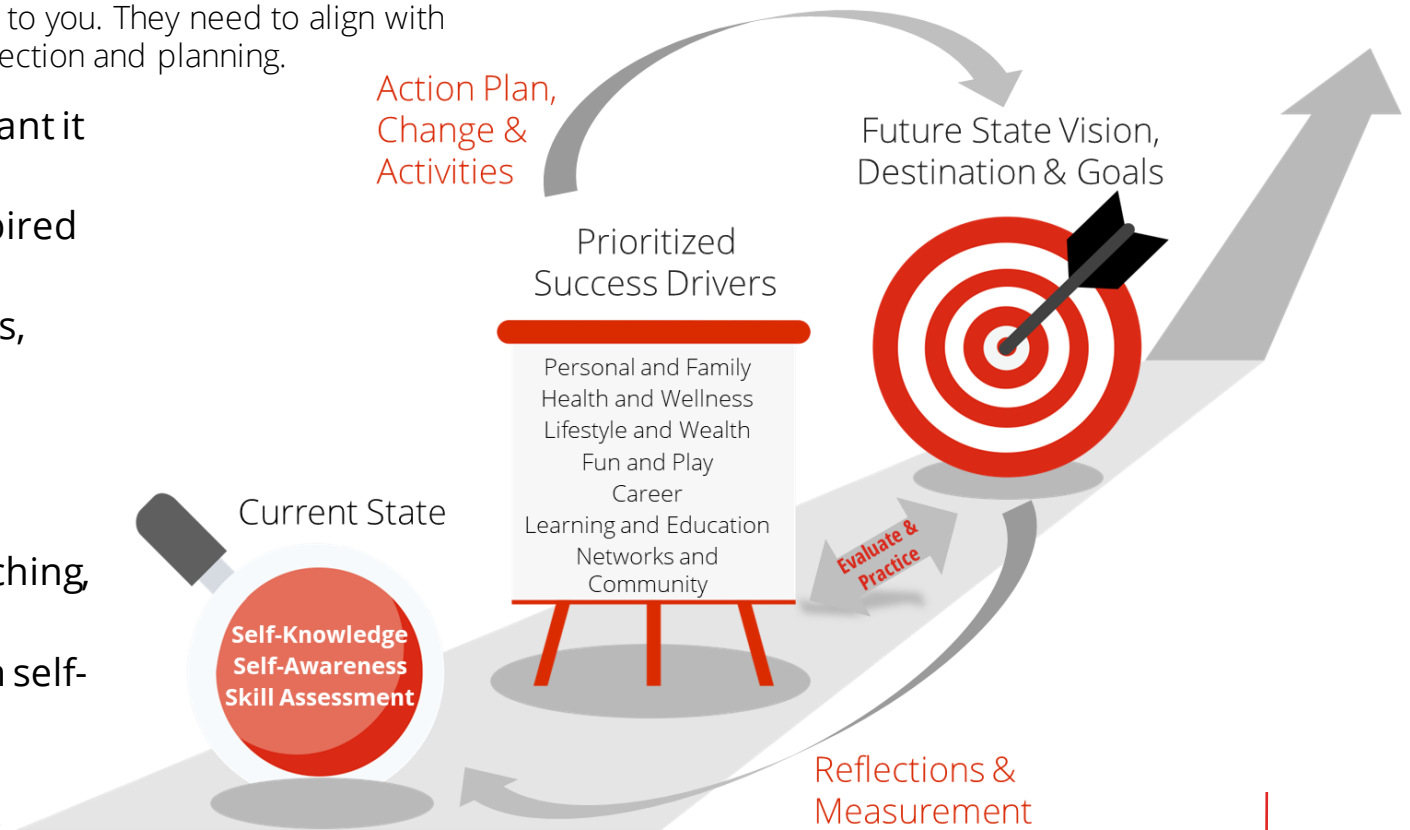 to you. They need to align with
ection and planning.
ant it
ired
s,
ching,
n self-
Action Plan,
Change &
Activities
Future State Vision,
Destination & Goals
Prioritized
Success Drivers
Personal and Family
Health and Wellness
Lifestyle and Wealth
Fun and Play
Career
Learning and Education
Networks and
Community
Evaluate &
Practice
Current State
Self-Knowledge
Self-Awareness
Skill Assessment
Reflections &
Measurement